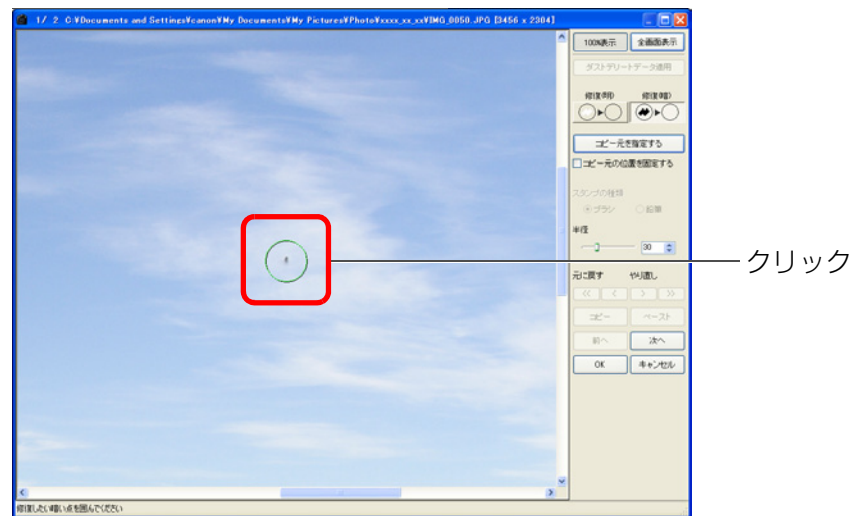 1/ 2 C:¥Documents and Settings¥canon¥My Documents¥My Pictures¥Photo¥xxxx_xx_xx¥IMG_0050.JPG [3456 x 2304]
100%表示 全画面表示
ダストデリートデータ適用
修復(明) 修復(暗)
コピー元を指定する
コピー元の位置を固定する
スタンプの種類
ブラシ 鉛筆
半径
30
クリック
元に戻す やり直し
<< < > >>
コピー ペースト
前へ 次へ
OK キャンセル
修復したい暗い点を囲んでください